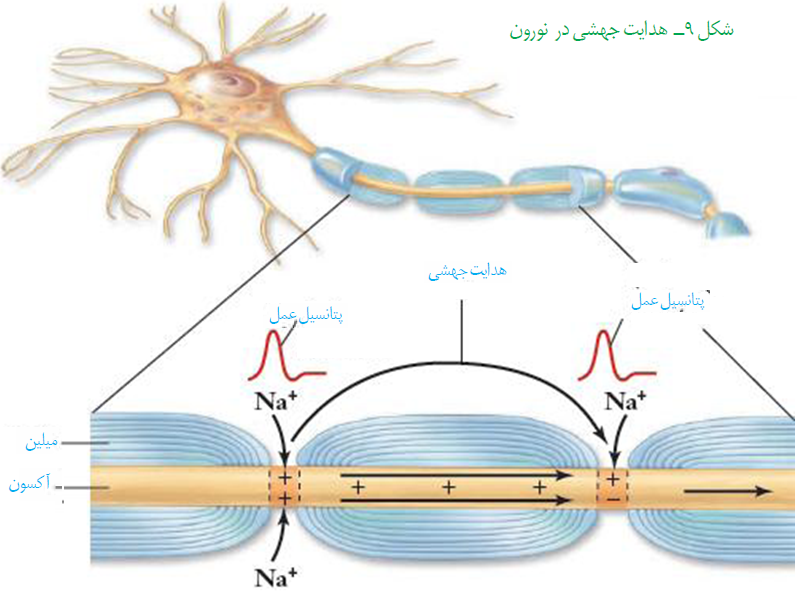 شکل ۹ـ هدایت جهشی در نورون
هدایت جهشی
پتانسیل عمل
پتانسیل عمل
Na⁺
Na⁺
میلین
آکسون
+
+
+
+
+
+
−
Na⁺